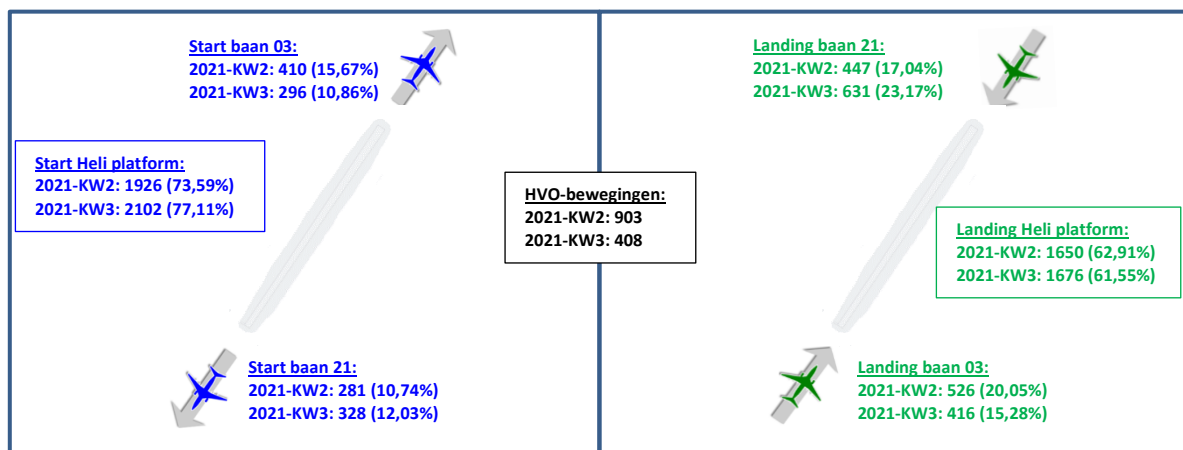 Start baan 03:
2021-KW2: 410 (15,67%)
2021-KW3: 296 (10,86%)
Start Heli platform:
2021-KW2: 1926 (73,59%)
2021-KW3: 2102 (77,11%)
Start baan 21:
2021-KW2: 281 (10,74%)
2021-KW3: 328 (12,03%)
HVO-bewegingen:
2021-KW2: 903
2021-KW3: 408
Landing baan 21:
2021-KW2: 447 (17,04%)
2021-KW3: 631 (23,17%)
Landing Heli platform:
2021-KW2: 1650 (62,91%)
2021-KW3: 1676 (61,55%)
Landing baan 03:
2021-KW2: 526 (20,05%)
2021-KW3: 416 (15,28%)